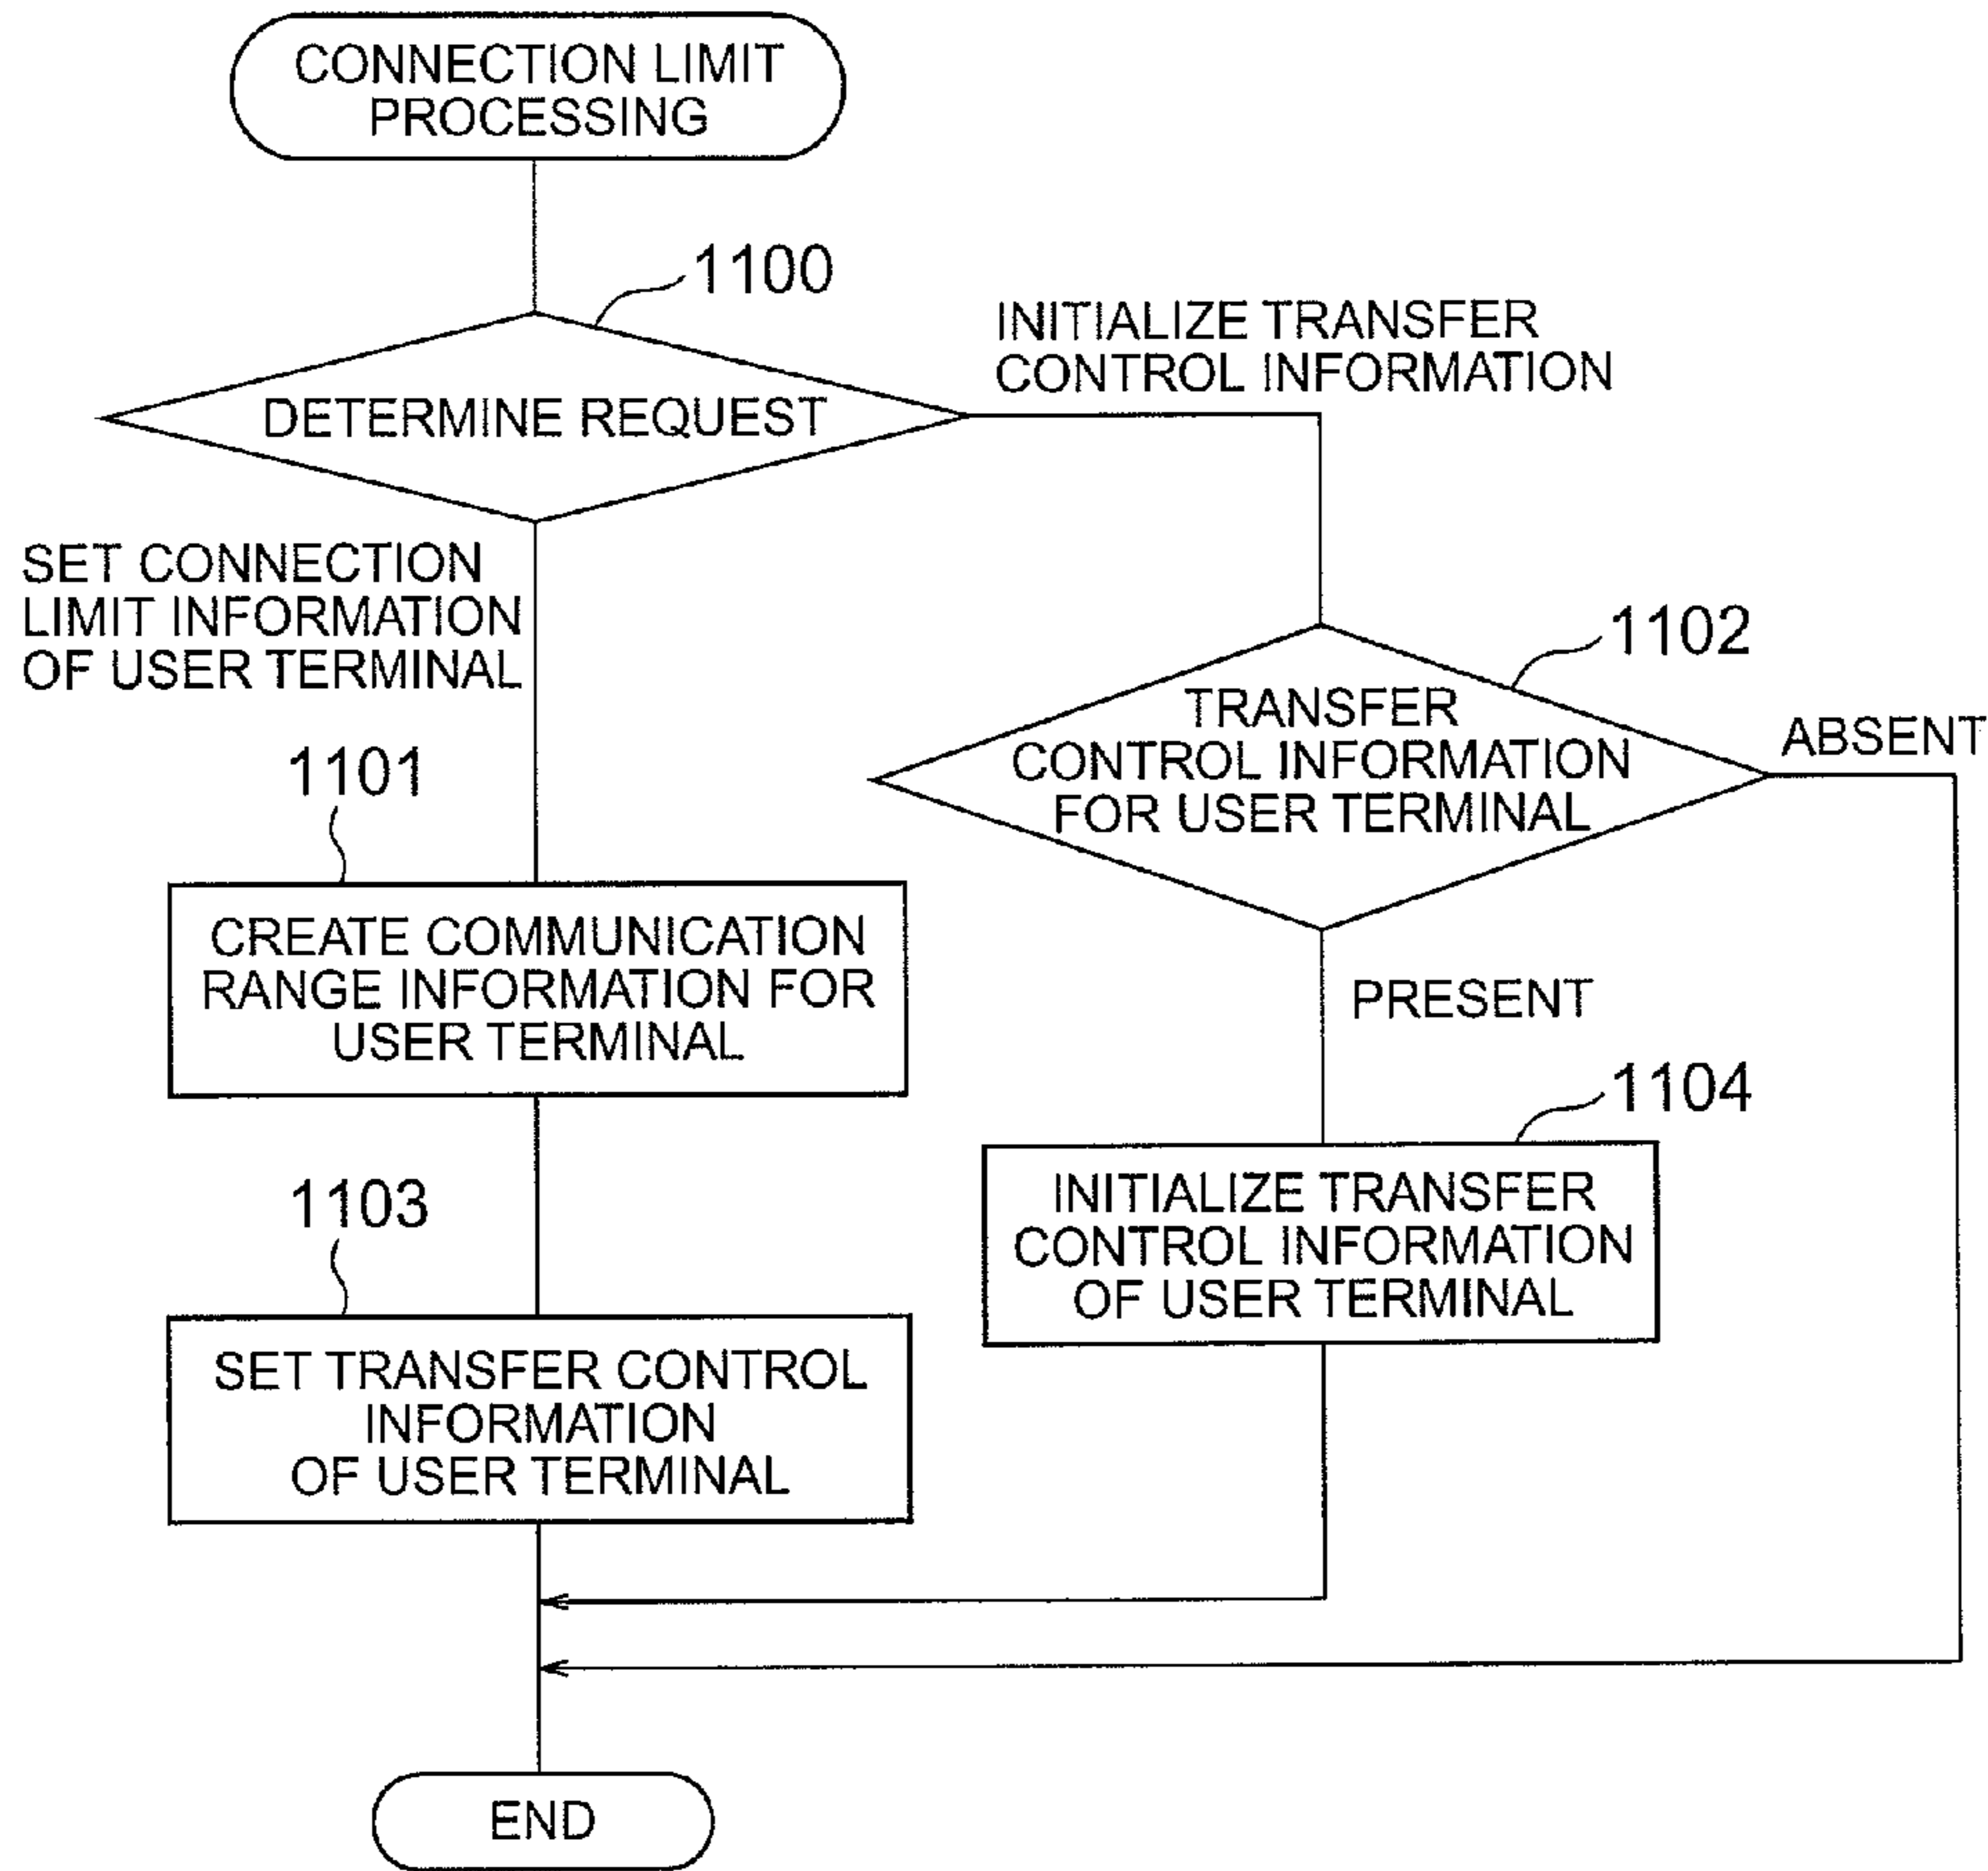 CONNECTION LIMIT
PROCESSING
1100
DETERMINE REQUEST
INITIALIZE TRANSFER
CONTROL INFORMATION
SET CONNECTION
LIMIT INFORMATION
OF USER TERMINAL
1102
TRANSFER
CONTROL INFORMATION
FOR USER TERMINAL
ABSENT
1101
CREATE COMMUNICATION
RANGE INFORMATION FOR
USER TERMINAL
PRESENT
1104
INITIALIZE TRANSFER
CONTROL INFORMATION
OF USER TERMINAL
1103
SET TRANSFER CONTROL
INFORMATION
OF USER TERMINAL
END